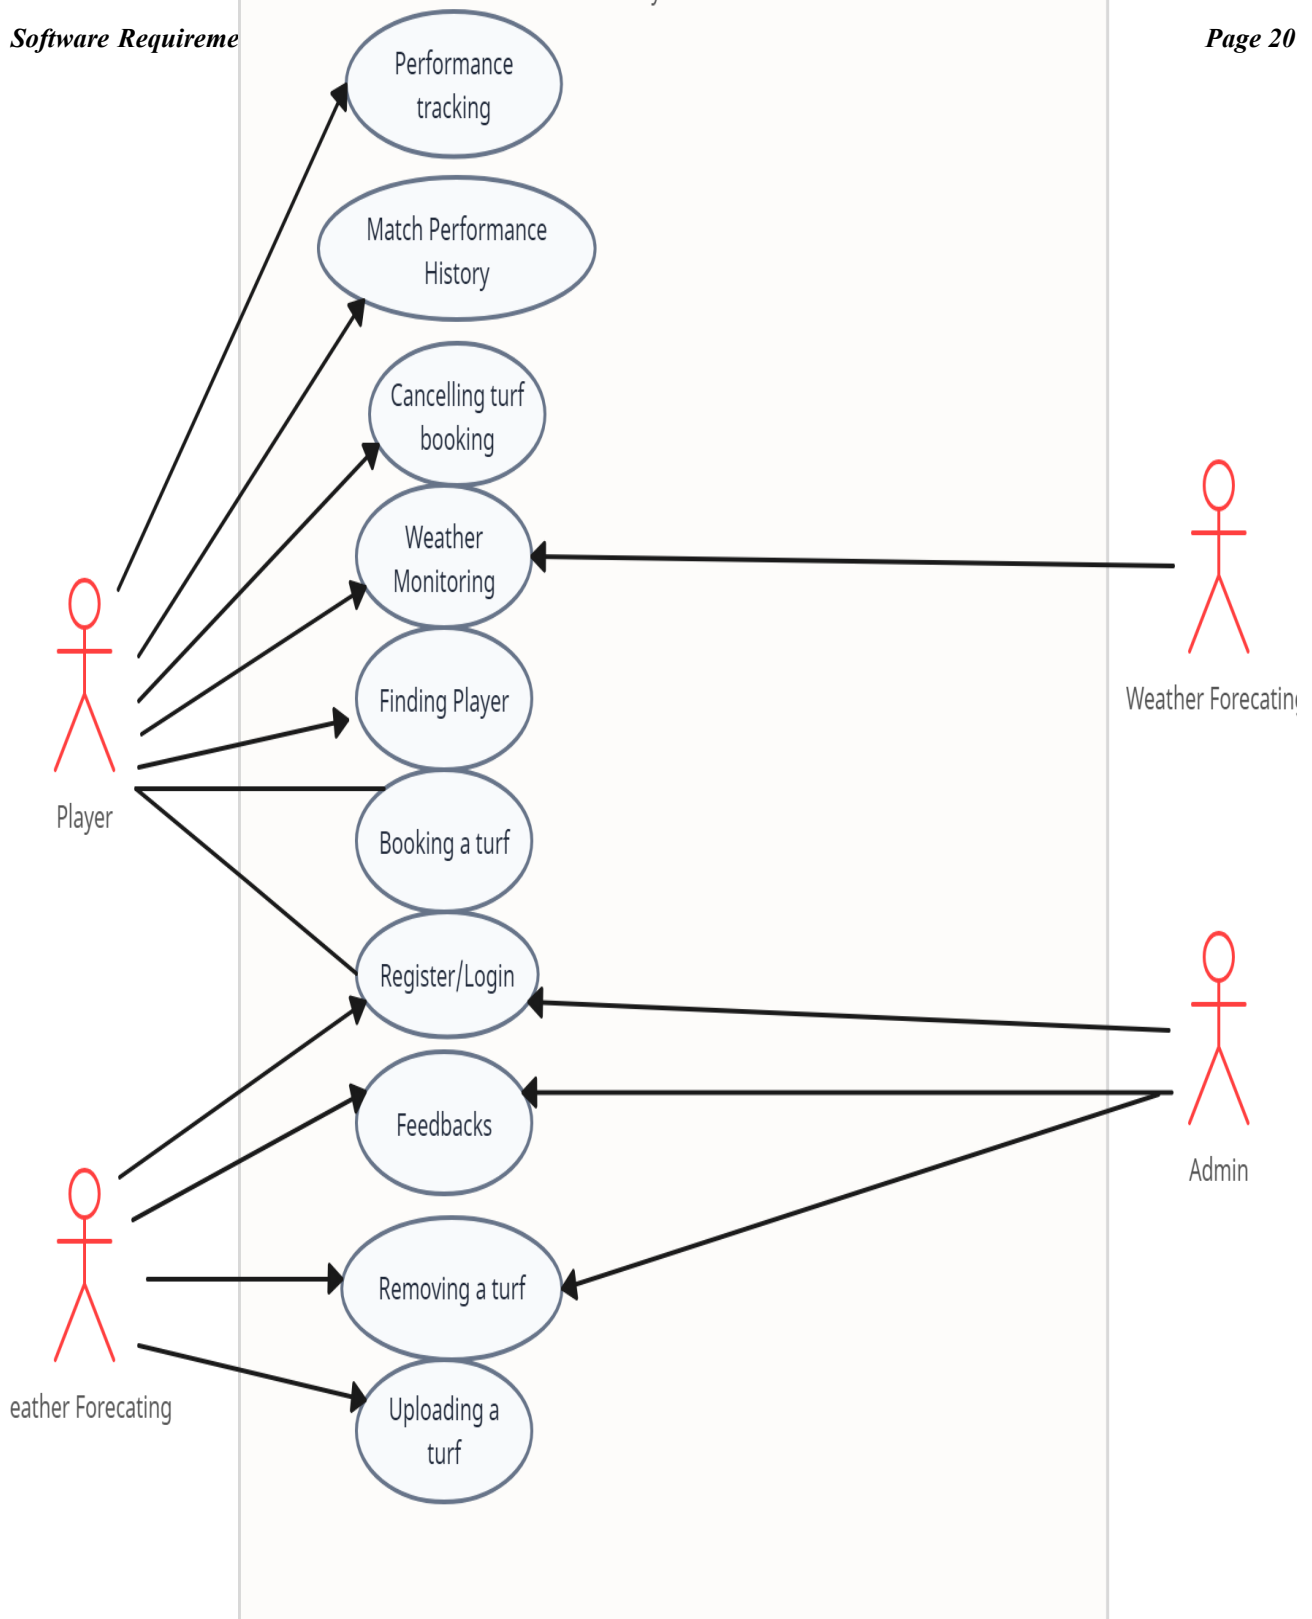 Software Requireme
Page 20
Performance
tracking
Match Performance
History
Cancelling turf
booking
Weather
Monitoring
Finding Player
Weather Forecating
Player
Booking a turf
Register/Login
Feedbacks
Admin
Removing a turf
eather Forecating
Uploading a
turf